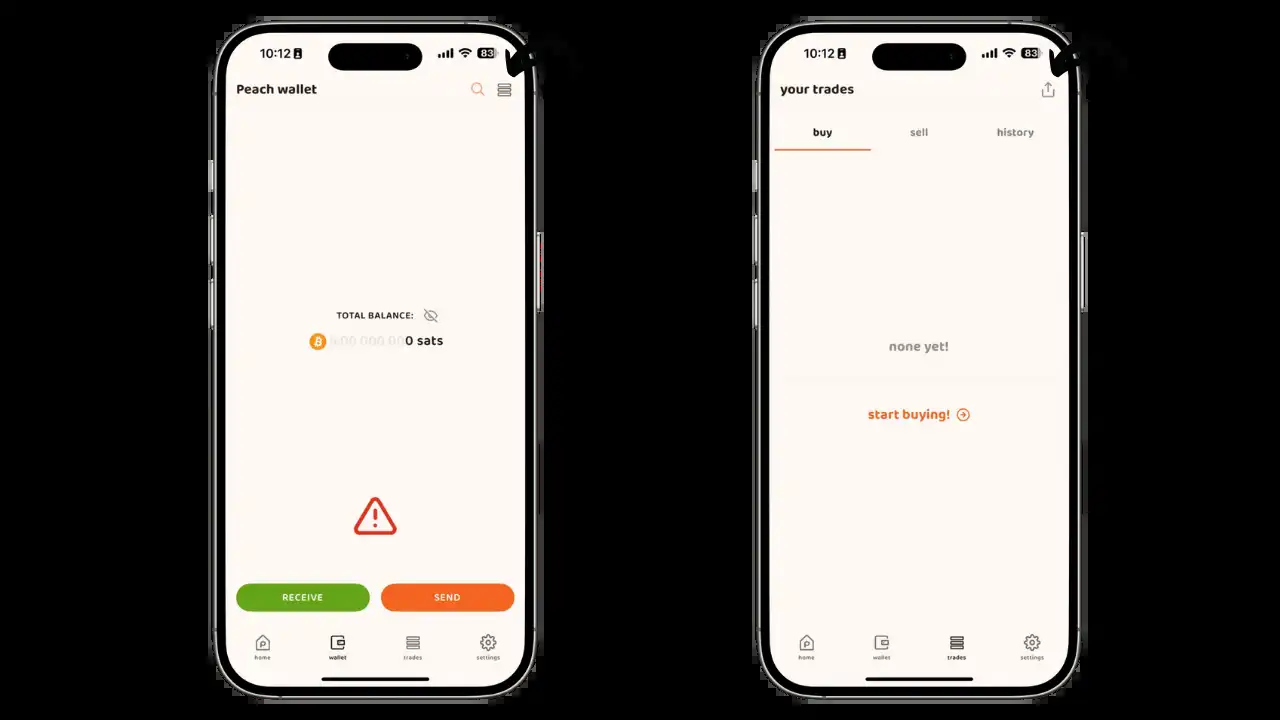 10:12
83
Peach wallet
TOTAL BALANCE:
0.00 000 000 sats
RECEIVE
SEND
home
wallet
trades
settings
10:12
83
your trades
buy
sell
history
none yet!
start buying!
home
wallet
trades
settings